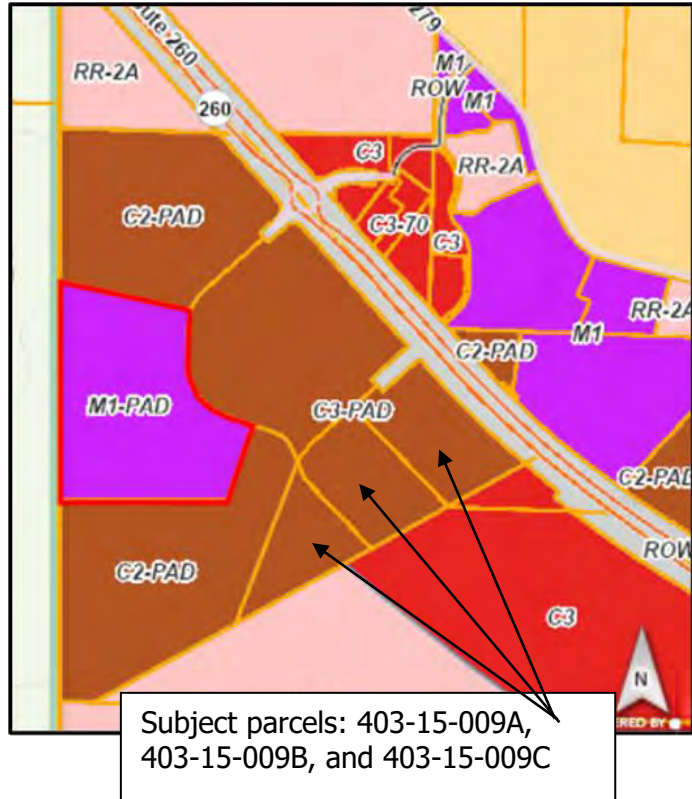 279
Route 260
M1
RR-2A
ROW
M1
260
C3
RR-2A
C2-PAD
C3-70
C3
RR-2A
M1
C2-PAD
M1-PAD
C3-PAD
C2-PAD
ROW
C2-PAD
C3
N
ERED BY
Subject parcels: 403-15-009A,
403-15-009B, and 403-15-009C